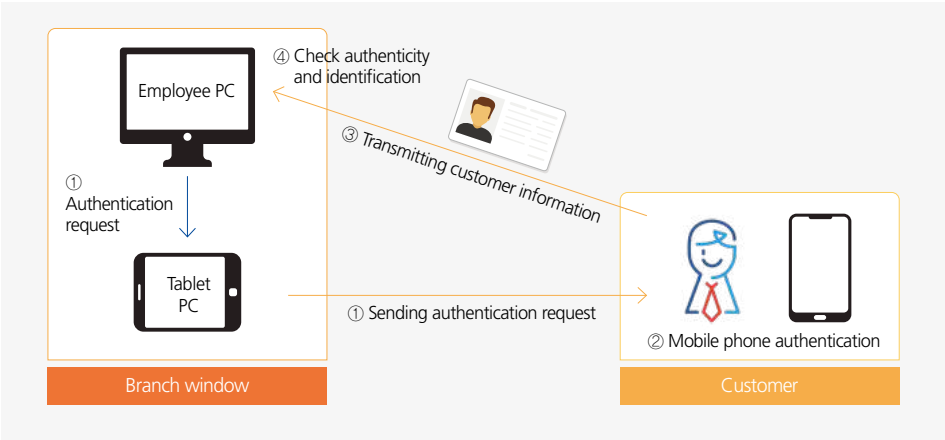 Employee PC
④ Check authenticity
and identification
③ Transmitting customer information
①
Authentication
request
Tablet
PC
① Sending authentication request
② Mobile phone authentication
Branch window
Customer